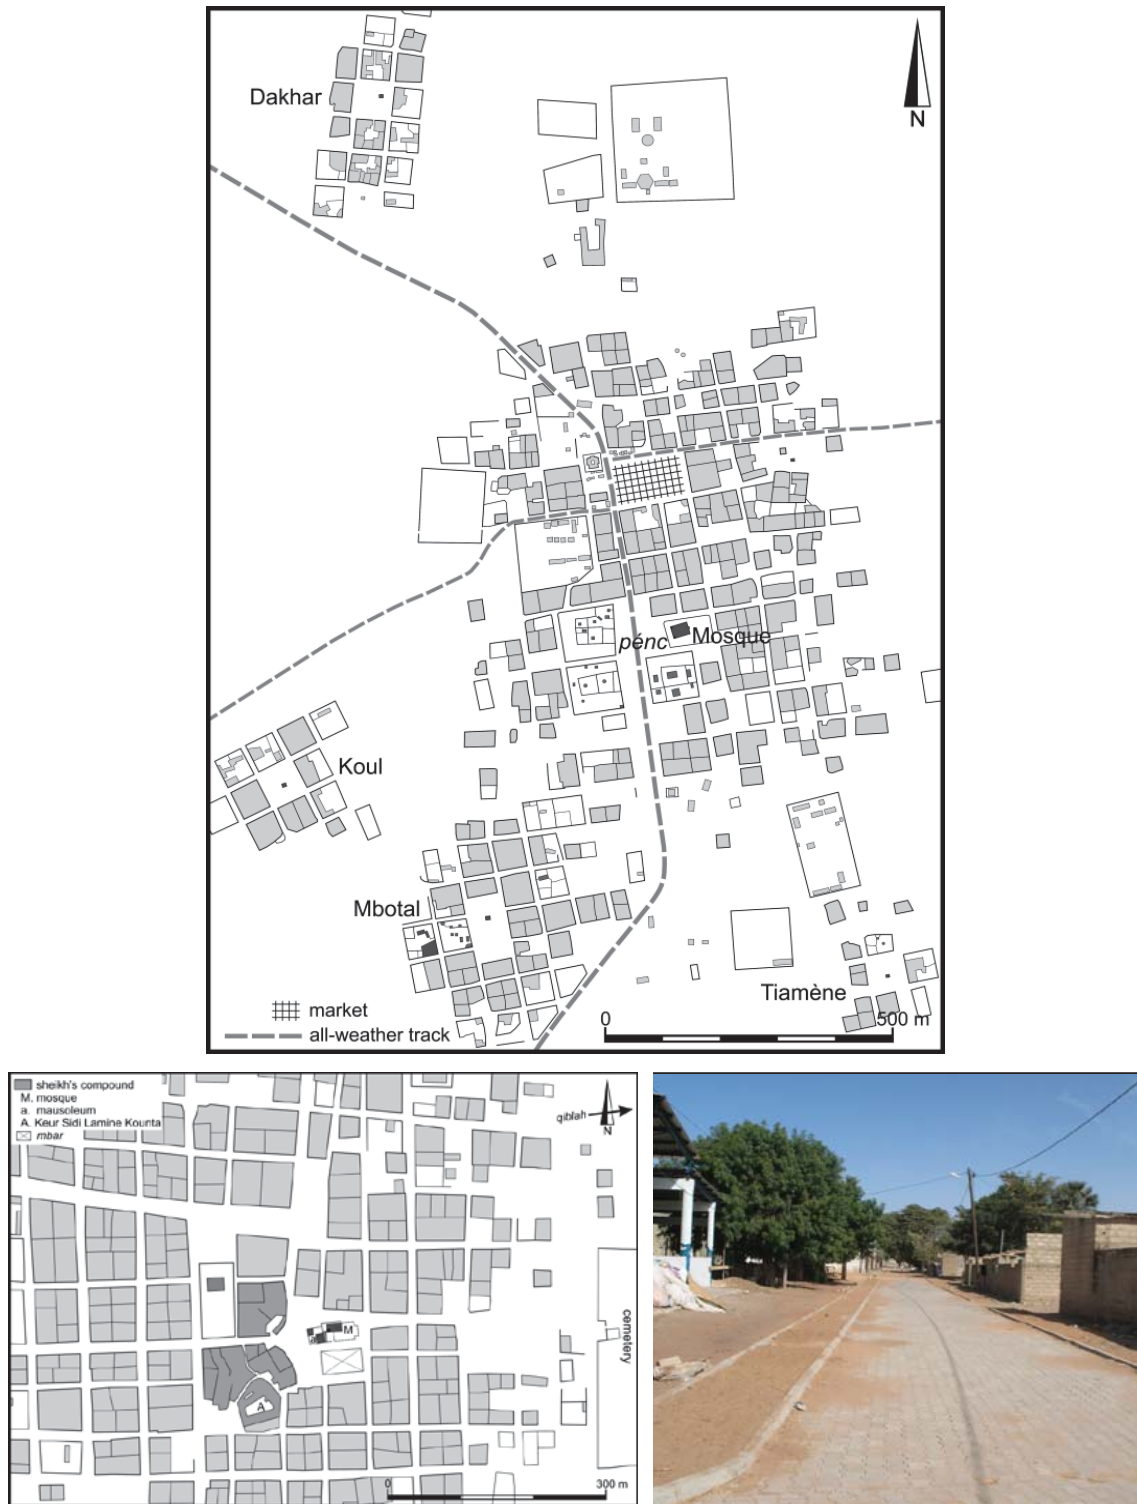 Dakhar
N
pénc
Mosque
Koul
Mbotal
Tiamène
market
all-weather track
0
500 m
sheikh's compound
M. mosque
a. mausoleum
A. Keur Sidi Lamine Kounta
mbar
qiblah
N
M
a
A
cemetery
0
300 m